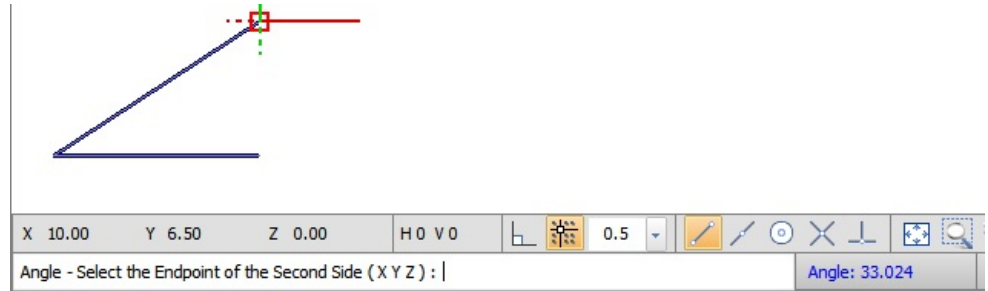 X 10.00 Y 6.50 Z 0.00 H 0 V 0 0.5
Angle - Select the Endpoint of the Second Side ( X Y Z ) : Angle: 33.024